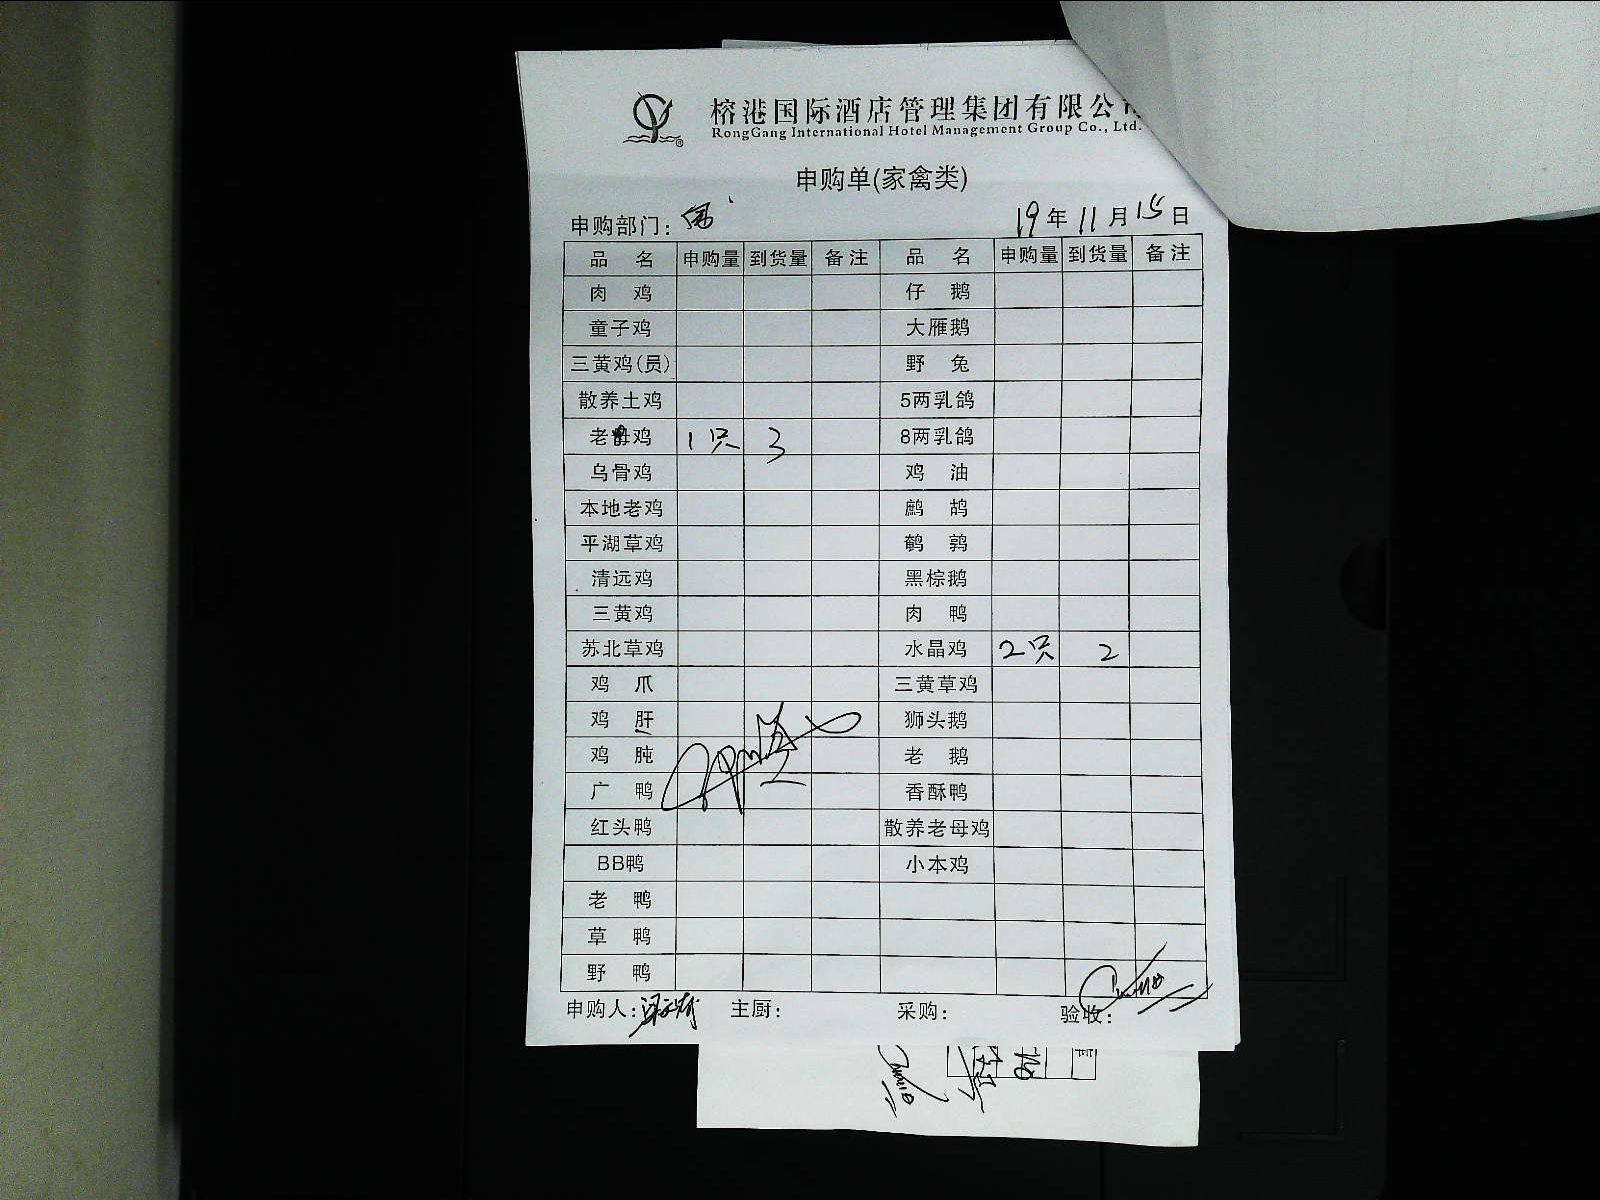 榕港国际酒店管理集团有限公司
RongGang International Hotel Management Group Co., Ltd.
申购单(家禽类)
申购部门: 19年11月15日
品名 申购量 到货量 备注 品名 申购量 到货量 备注
肉鸡 仔鹅
童子鸡 大雁鹅
三黄鸡(员) 野兔
散养土鸡 5两乳鸽
老母鸡 1只 3 8两乳鸽
乌骨鸡 鸡油
本地老鸡 鹧鸪
平湖草鸡 鹌鹑
清远鸡 黑棕鹅
三黄鸡 肉鸭
苏北草鸡 水晶鸡 2只 2
鸡爪 三黄草鸡
鸡肝 狮头鹅
鸡肫 老鹅
广鸭 香酥鸭
红头鸭 散养老母鸡
BB鸭 小本鸡
老鸭
草鸭
野鸭
申购人: 主厨: 采购: 验收: